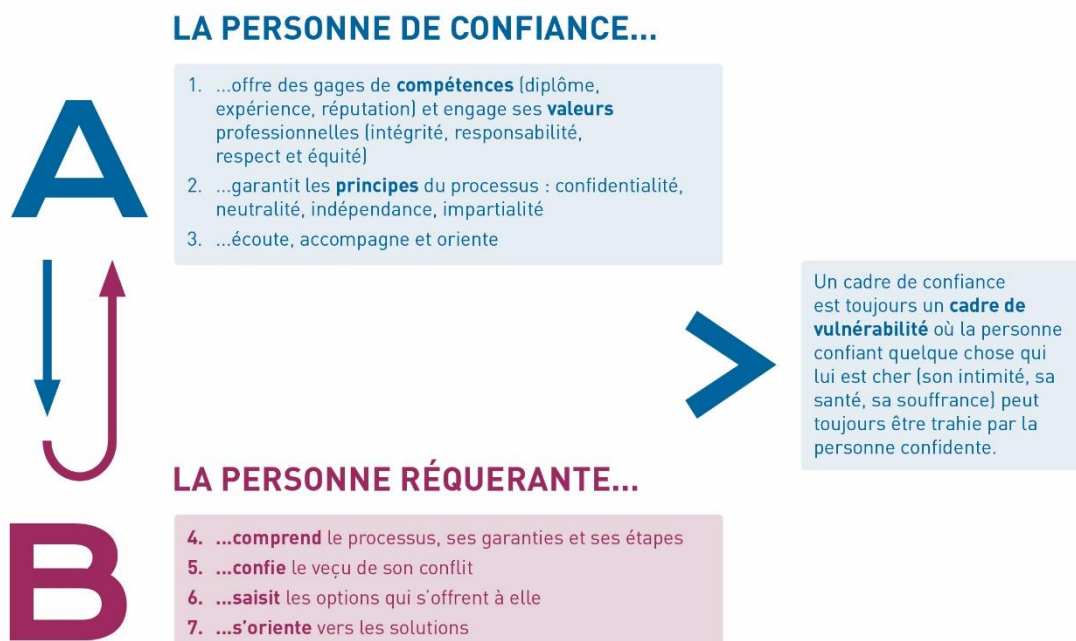 LA PERSONNE DE CONFIANCE...
A
1. ...offre des gages de compétences (diplôme,
expérience, réputation) et engage ses valeurs
professionnelles (intégrité, responsabilité,
respect et équité)
2. ...garantit les principes du processus : confidentialité,
neutralité, indépendance, impartialité
3. ...écoute, accompagne et oriente
Un cadre de confiance
est toujours un cadre de
vulnérabilité où la personne
confiant quelque chose qui
lui est cher (son intimité, sa
santé, sa souffrance) peut
toujours être trahie par la
personne confidente.
LA PERSONNE RÉQUERANTE...
B
4. ...comprend le processus, ses garanties et ses étapes
5. ...confie le veçu de son conflit
6. ...saisit les options qui s'offrent à elle
7. ...s'oriente vers les solutions